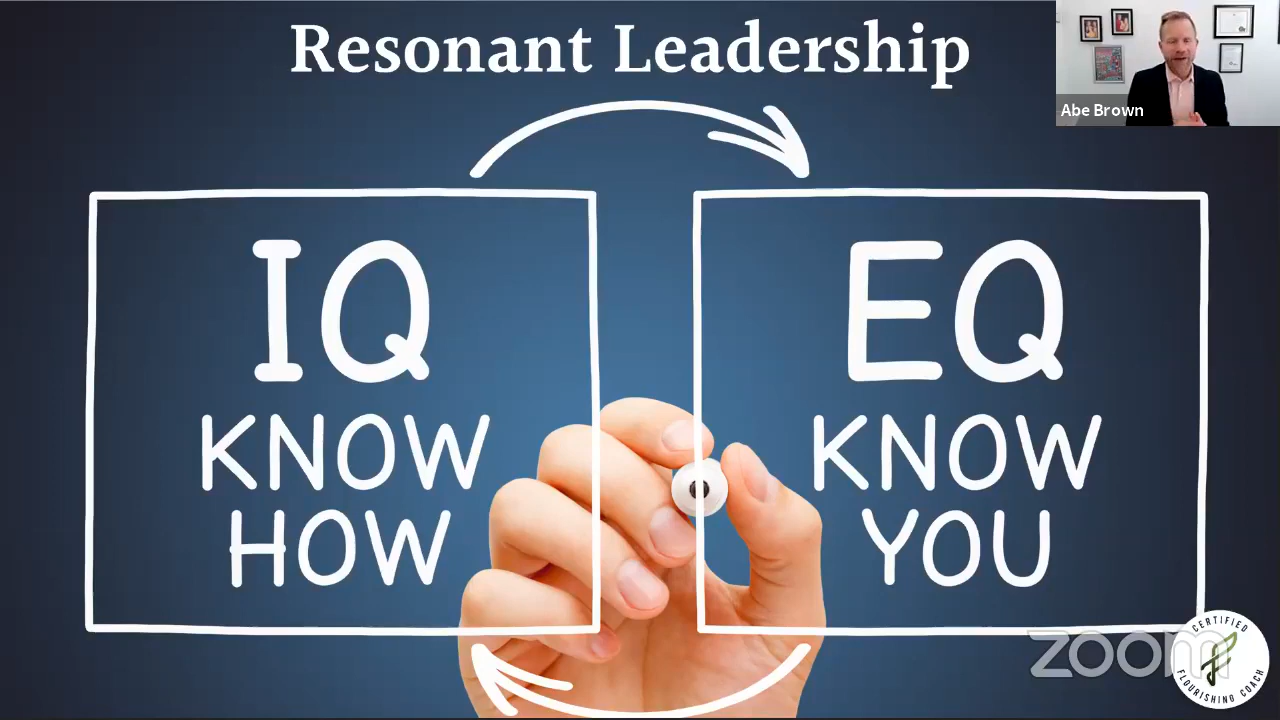 Resonant Leadership
Abe Brown
IQ
KNOW
HOW
EQ
KNOW
YOU
zoom
CERTIFIED
FLOURISHING COACH